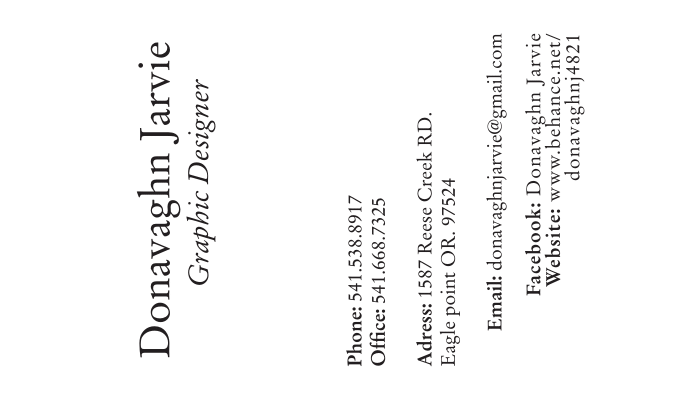 Donavaghn Jarvie
Graphic Designer
Phone: 541.538.8917
Office: 541.668.7325
Adress: 1587 Reese Creek RD.
Eagle point OR. 97524
Email: donavaghnjarvie@gmail.com
Facebook: Donavaghn Jarvie
Website: www.behance.net/
donavaghnj4821